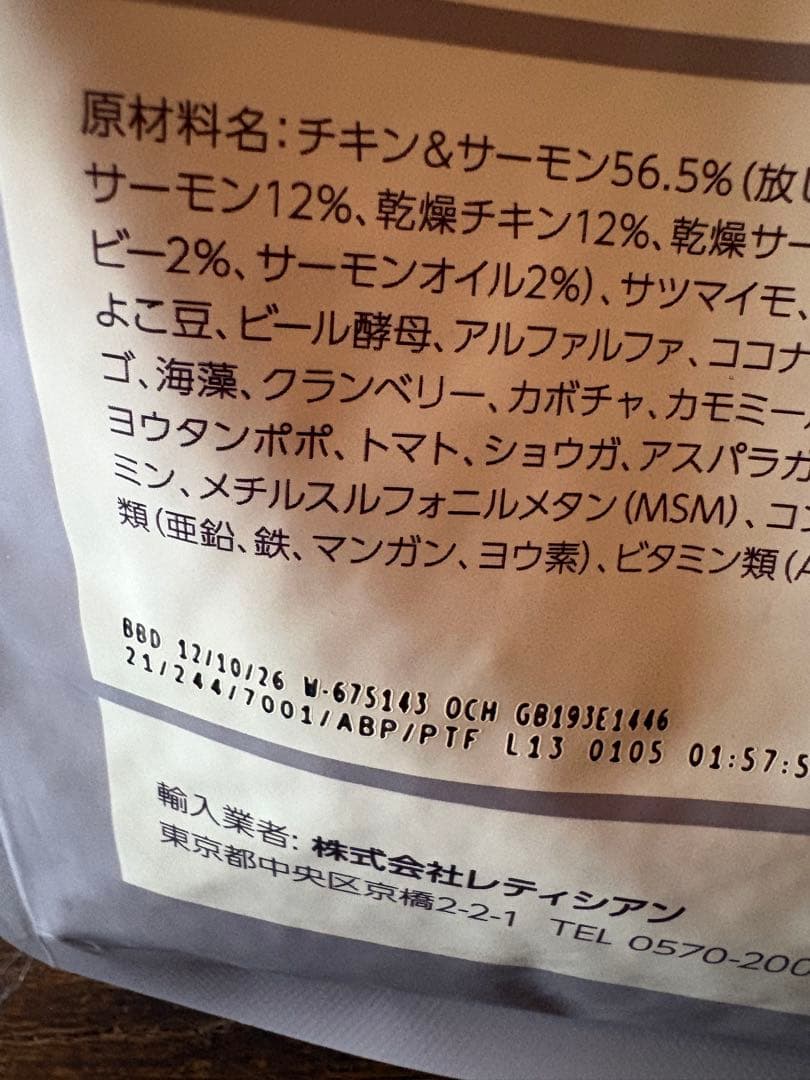 原材料名：チキン&サーモン56.5%（放し
サーモン12%、乾燥チキン12%、乾燥サー
ビー2%、サーモンオイル2%）、サツマイモ、
よこ豆、ビール酵母、アルファルファ、ココナ
ゴ、海藻、クランベリー、カボチャ、カモミール
ヨウタンポポ、トマト、ショウガ、アスパラガ
ミン、メチルスルフォニルメタン（MSM）、コン
類（亜鉛、鉄、マンガン、ヨウ素）、ビタミン類（A
BBD 12/10/26 W-675143 OCH GB193E1446
21/244/7001/ABP/PTF L13 0105 01:57:5
輸入業者: 株式会社レティシアン
東京都中央区京橋2-2-1 TEL 0570-200